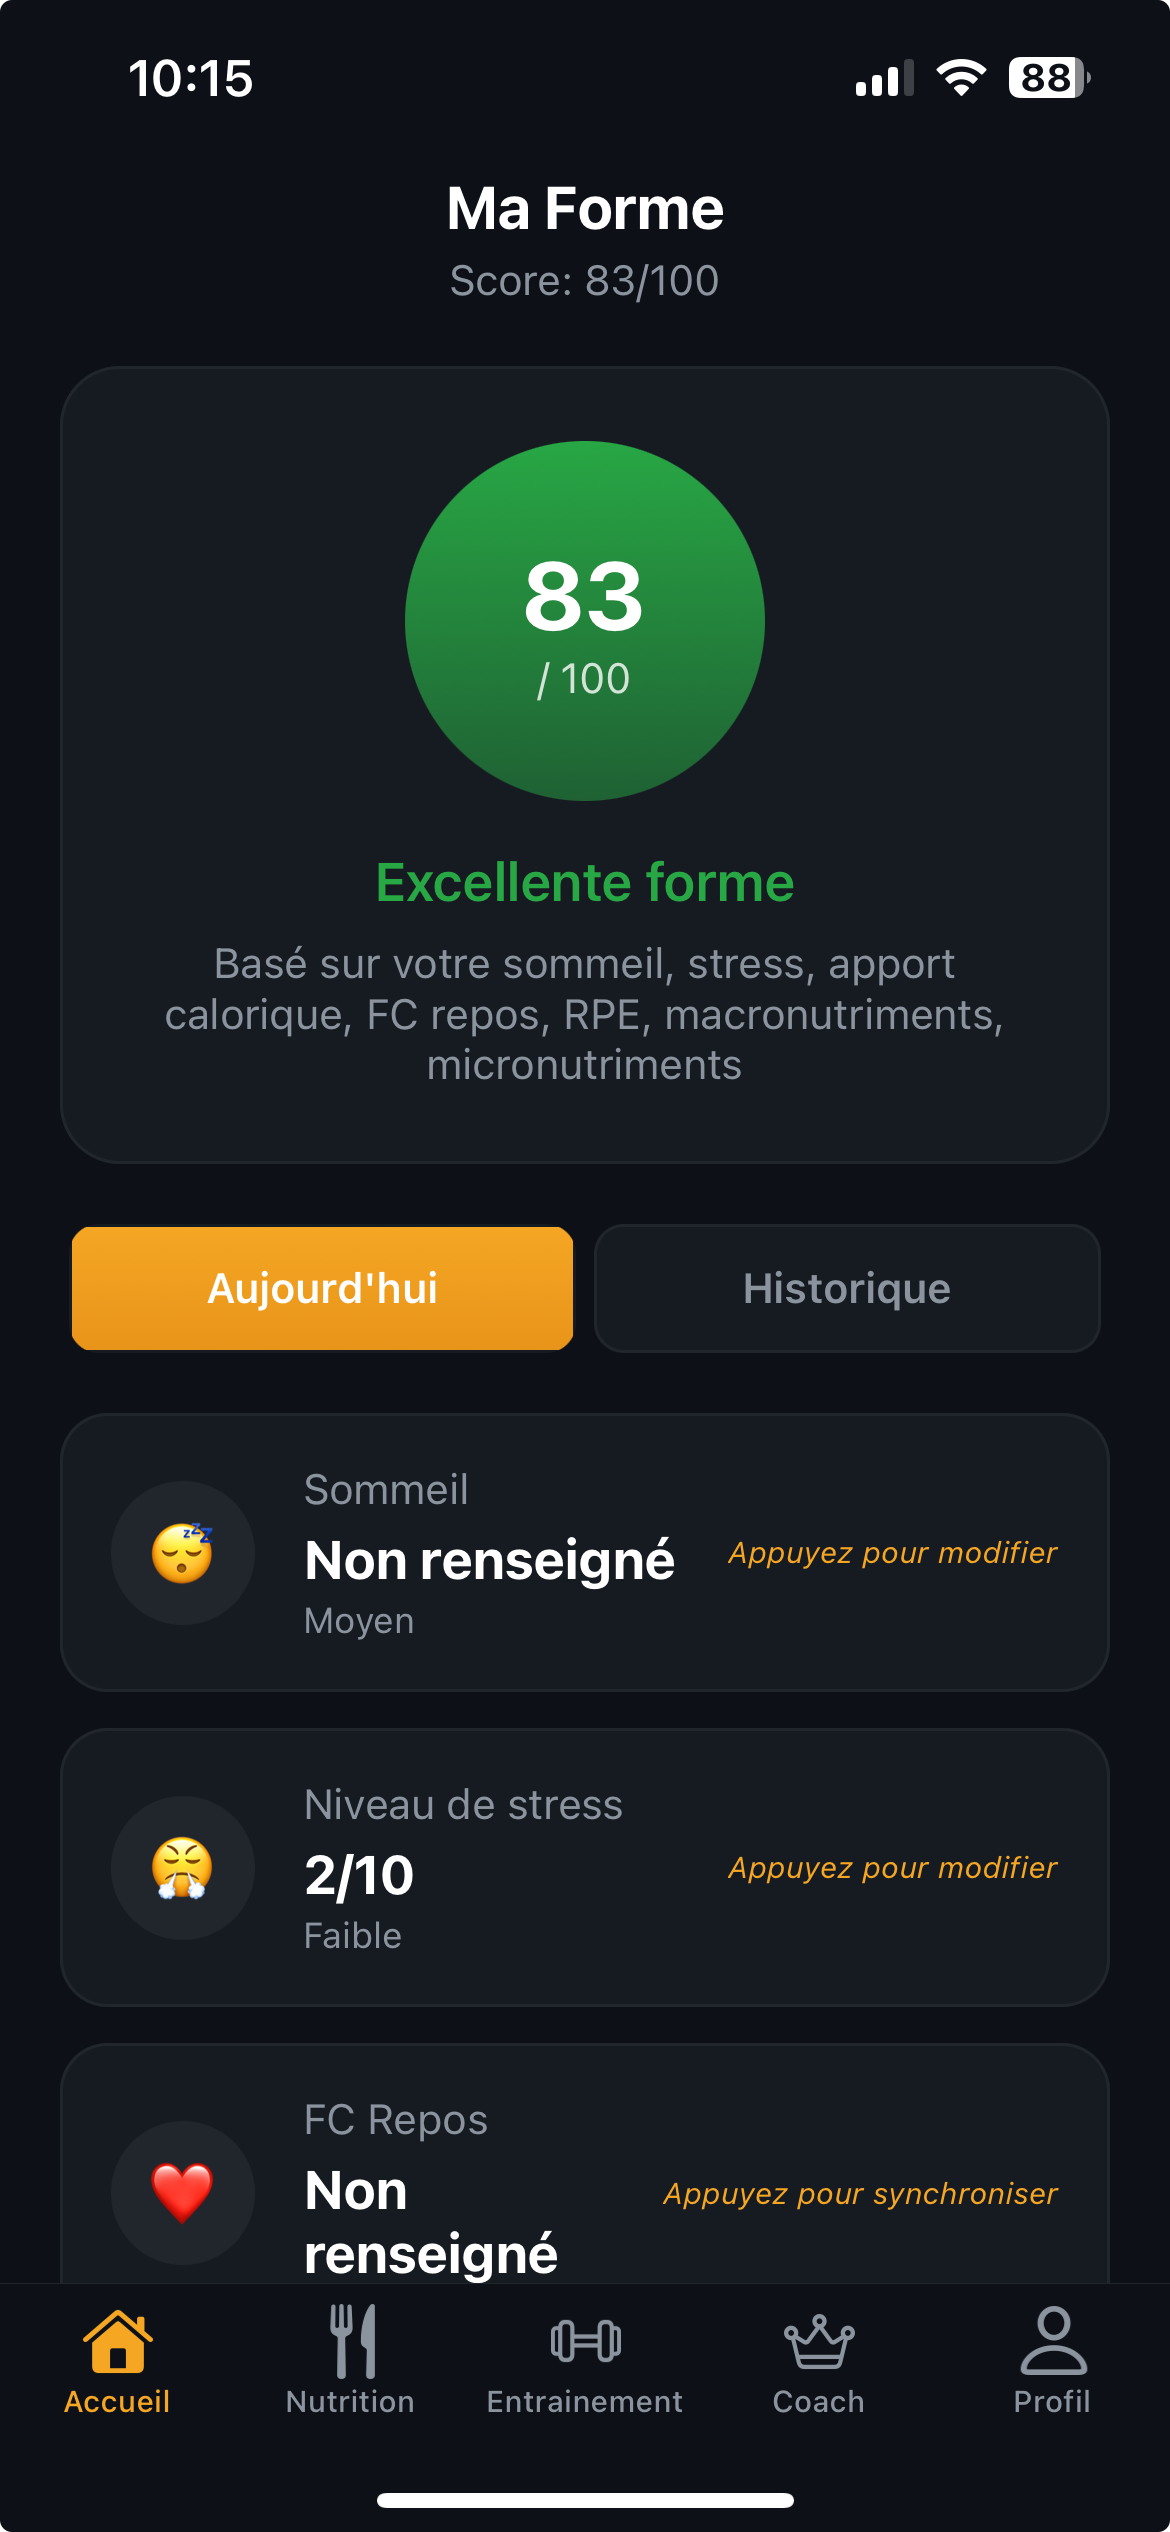 10:15
88
Ma Forme
Score: 83/100
83
/ 100
Excellente forme
Basé sur votre sommeil, stress, apport
calorique, FC repos, RPE, macronutriments,
micronutriments
Aujourd'hui
Historique
Sommeil
Non renseigné
Appuyez pour modifier
Moyen
Niveau de stress
2/10
Appuyez pour modifier
Faible
FC Repos
Non
renseigné
Appuyez pour synchroniser
Accueil
Nutrition
Entrainement
Coach
Profil